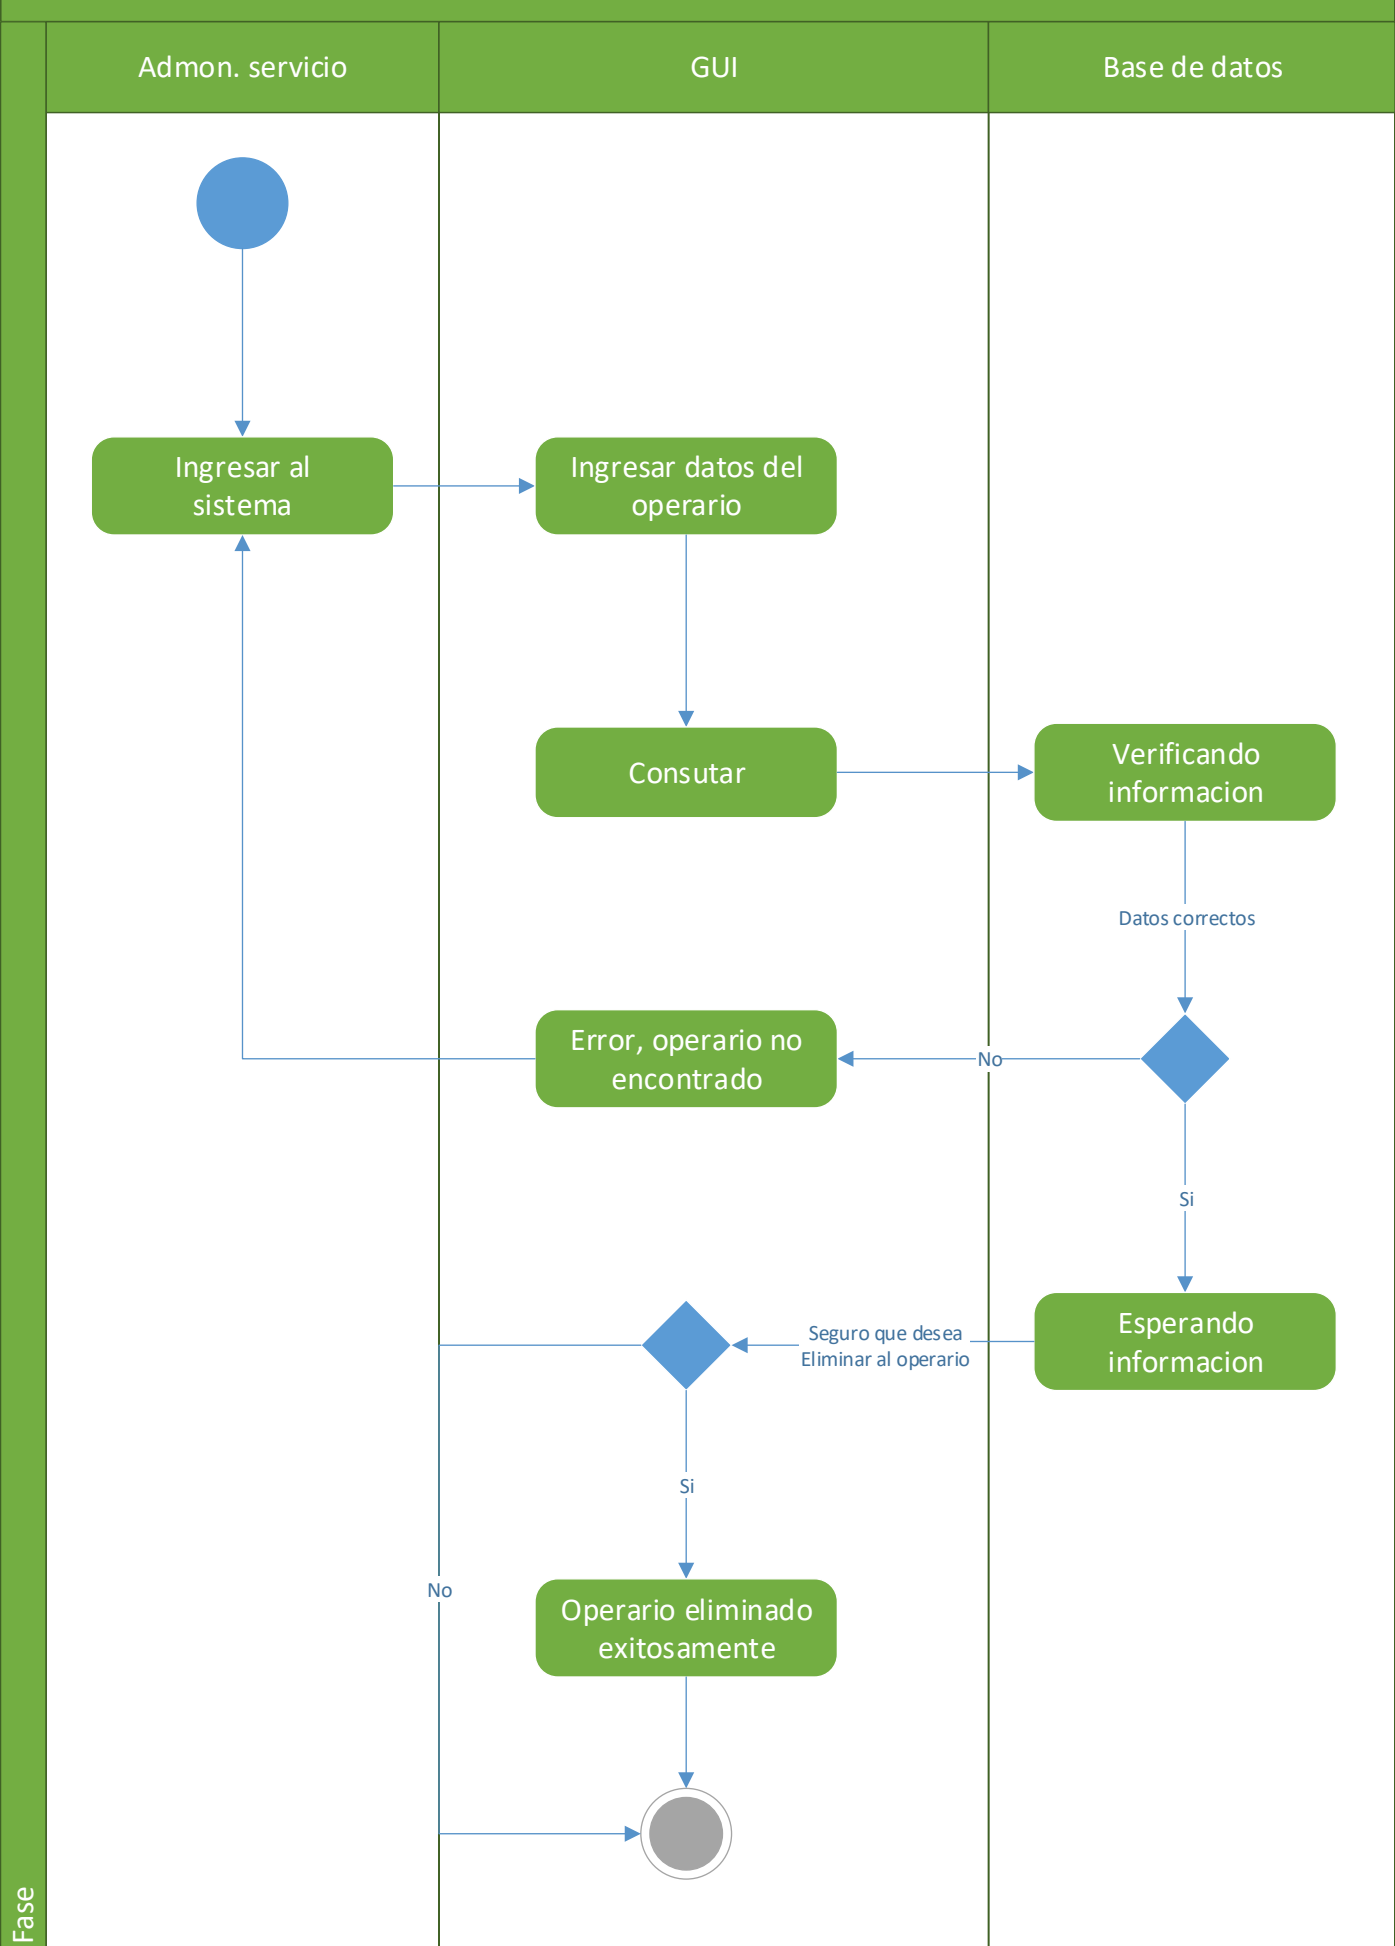 Admon. servicio
GUI
Base de datos
Ingresar al
sistema
Ingresar datos del
operario
Consutar
Verificando
informacion
Datos correctos
Error, operario no
encontrado
No
Si
Seguro que desea
Eliminar al operario
Esperando
informacion
Si
No
Operario eliminado
exitosamente
Fase